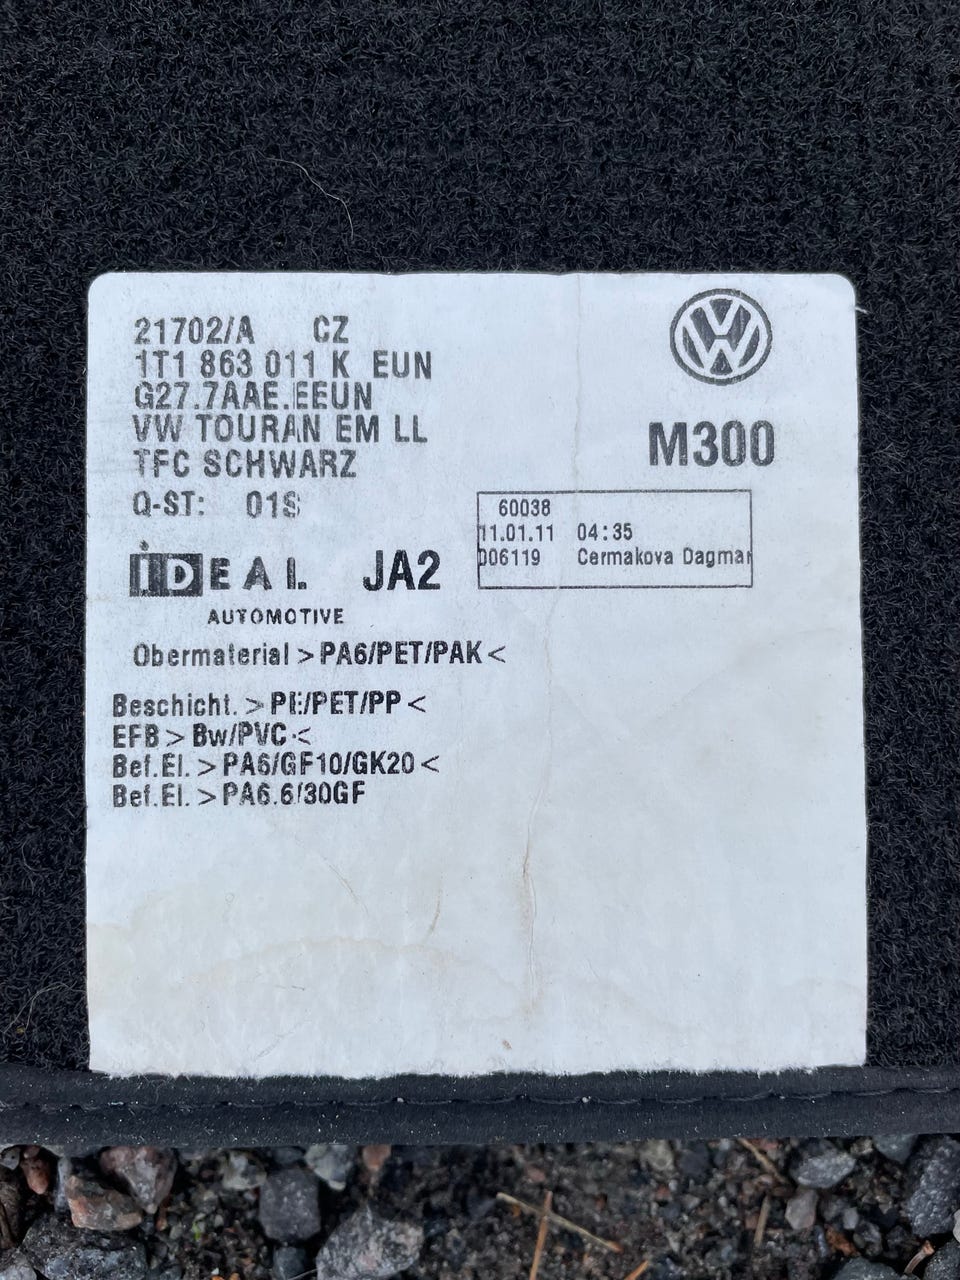 21702/A CZ
1T1 863 011 K EUN
G27.7AAE.EEUN
VW TOURAN EM LL
TFC SCHWARZ
Q-ST: 01S
M300
60038
11.01.11 04:35
D06119 Cermakova Dagmar
iDEAL JA2
AUTOMOTIVE
Obermaterial >PA6/PET/PAK<
Beschicht. >PE/PET/PP<
EFB> Bw/PVC<
Bef.El. >PA6/GF10/GK20<
Bef.El. >PA6.6/30GF